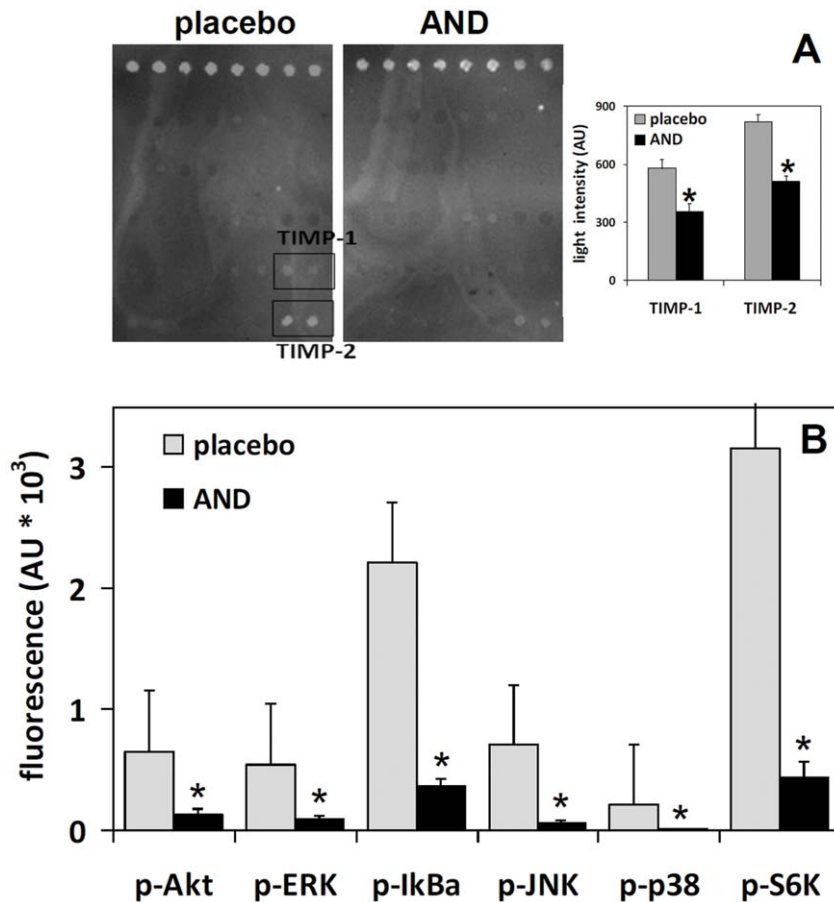 placebo AND
A
TIMP-1
TIMP-2
900
600
300
0
light intensity (AU)
placebo
AND
*
*
TIMP-1 TIMP-2
B
fluorescence (AU * 10³)
3
2
1
0
placebo
AND
* * * * * *
p-Akt p-ERK p-IkBa p-JNK p-p38 p-S6K